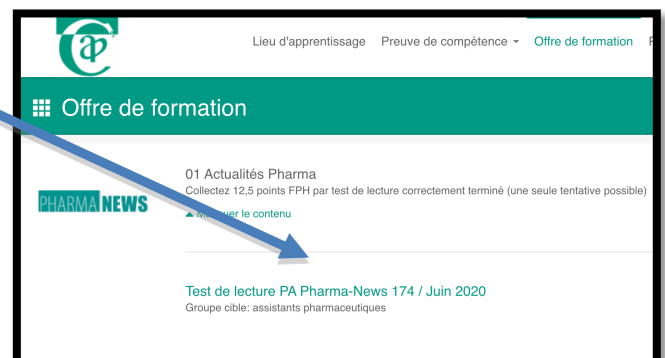 Lieu d'apprentissage Preuve de compétence Offre de formation
Offre de formation
01 Actualités Pharma
Collectez 12,5 points FPH par test de lecture correctement terminé (une seule tentative possible)
PHARMA NEWS
le contenu
Test de lecture PA Pharma-News 174 / Juin 2020
Groupe cible: assistants pharmaceutiques